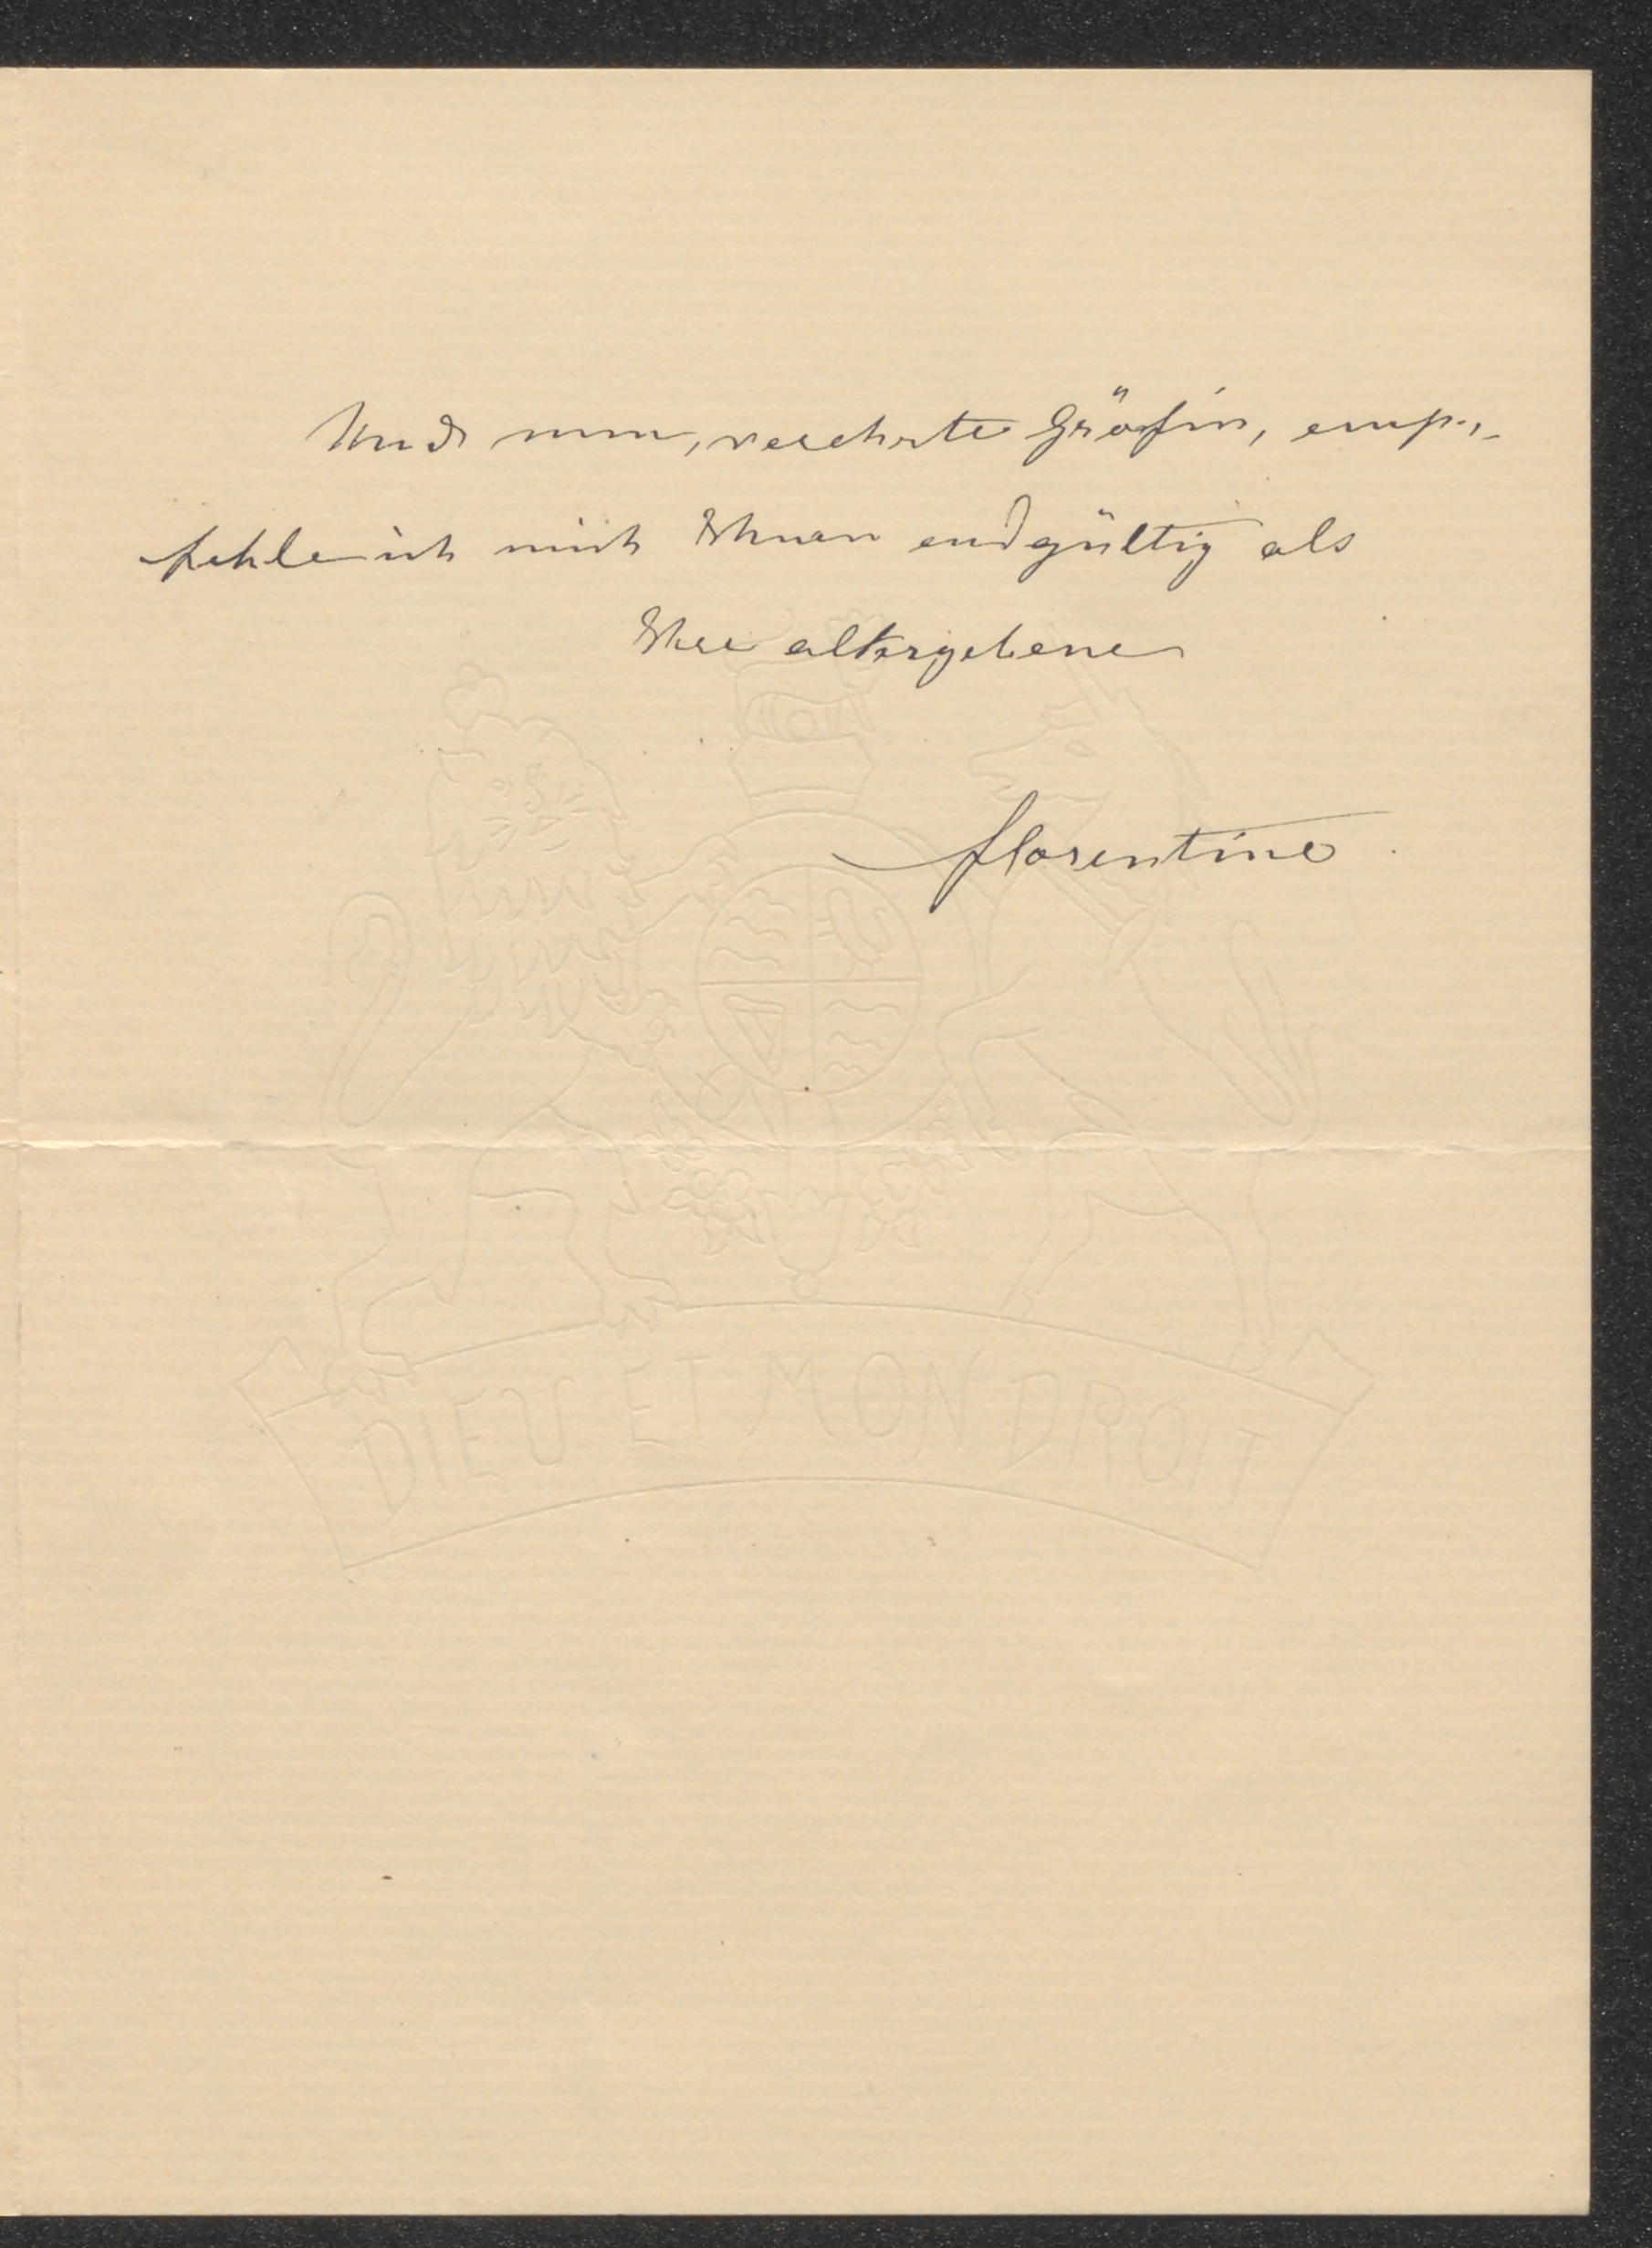 Und nun, verehrte Gräfin, emp-
fehle ich mich Ihnen endgültig als
Ihre altergebene
Florentine
DIEU ET MON DROIT